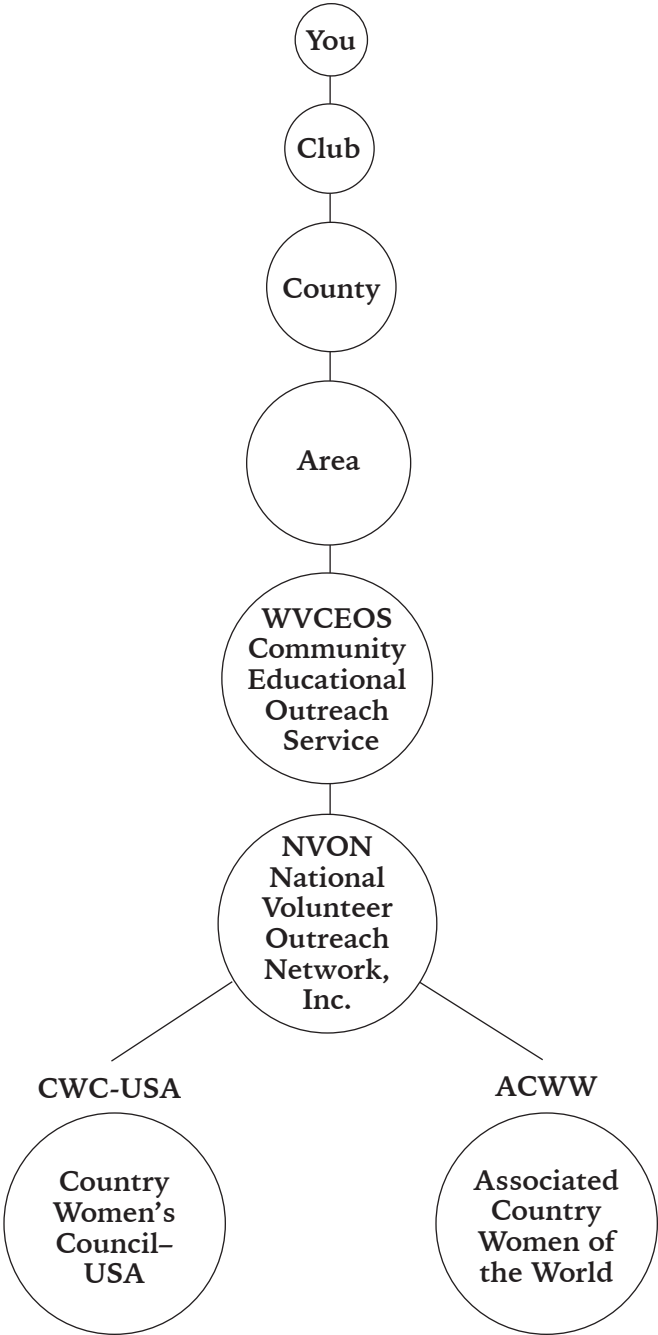 You
Club
County
Area
WVCEOS
Community
Educational
Outreach
Service
NVON
National
Volunteer
Outreach
Network,
Inc.
CWC-USA
Country
Women’s
Council–
USA
ACWW
Associated
Country
Women of
the World